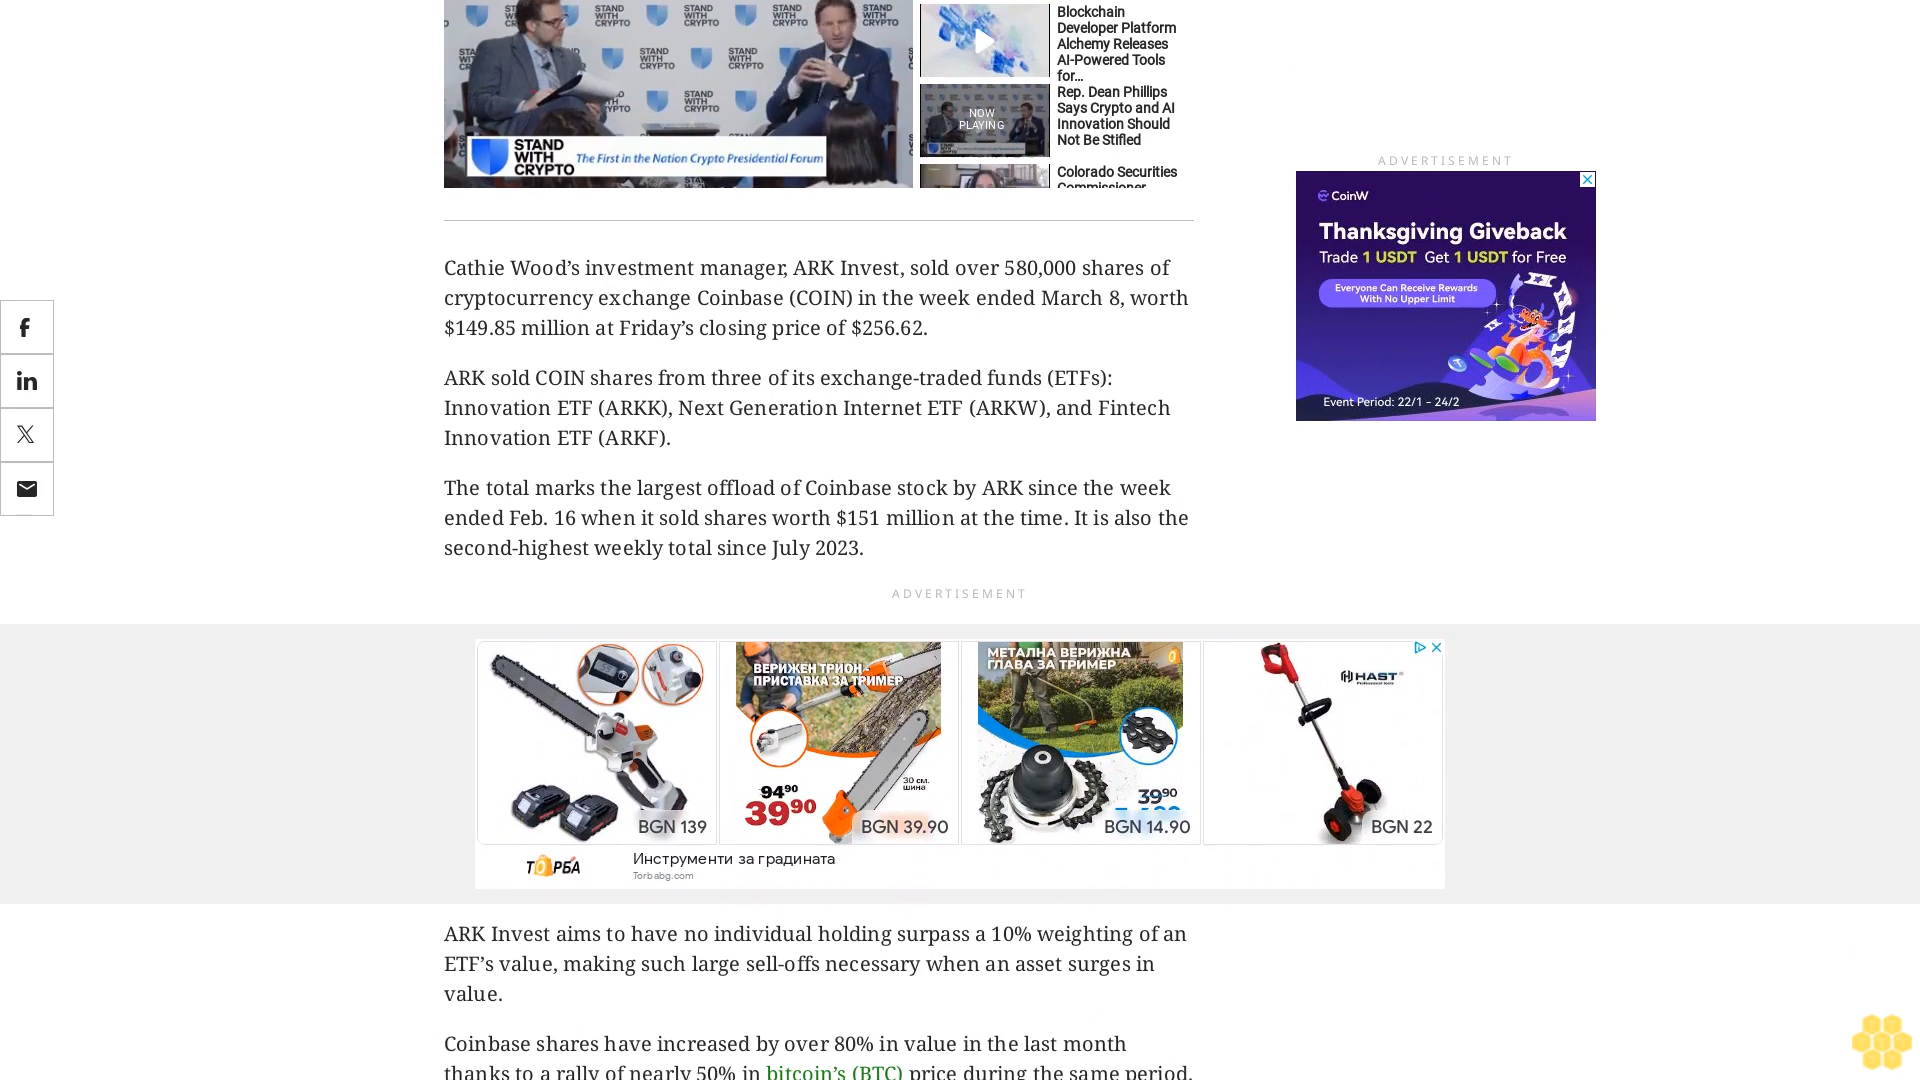 STAND WITH CRYPTO
The First in the Nation Crypto Presidential Forum
Blockchain
Developer Platform
Alchemy Releases
AI-Powered Tools
for...
NOW
PLAYING
Rep. Dean Phillips
Says Crypto and AI
Innovation Should
Not Be Stifled
Colorado Securities
Commissioner
ADVERTISEMENT
CoinW
Thanksgiving Giveback
Trade 1 USDT Get 1 USDT for Free
Everyone Can Receive Rewards
With No Upper Limit
Event Period: 22/1 - 24/2
Cathie Wood’s investment manager, ARK Invest, sold over 580,000 shares of
cryptocurrency exchange Coinbase (COIN) in the week ended March 8, worth
$149.85 million at Friday’s closing price of $256.62.
ARK sold COIN shares from three of its exchange-traded funds (ETFs):
Innovation ETF (ARKK), Next Generation Internet ETF (ARKW), and Fintech
Innovation ETF (ARKF).
The total marks the largest offload of Coinbase stock by ARK since the week
ended Feb. 16 when it sold shares worth $151 million at the time. It is also the
second-highest weekly total since July 2023.
ADVERTISEMENT
BGN 139
ВЕРИЖЕН ТРИОН -
ПРИСТАВКА ЗА ТРИМЕР
30 см.
шина
94⁹⁰
39⁹⁰
BGN 39.90
МЕТАЛНА ВЕРИЖНА
ГЛАВА ЗА ТРИМЕР
39⁹⁰
BGN 14.90
HAST
BGN 22
ТОРБА
Инструменти за градината
Torbabg.com
ARK Invest aims to have no individual holding surpass a 10% weighting of an
ETF’s value, making such large sell-offs necessary when an asset surges in
value.
Coinbase shares have increased by over 80% in value in the last month
thanks to a rally of nearly 50% in bitcoin’s (BTC) price during the same period.